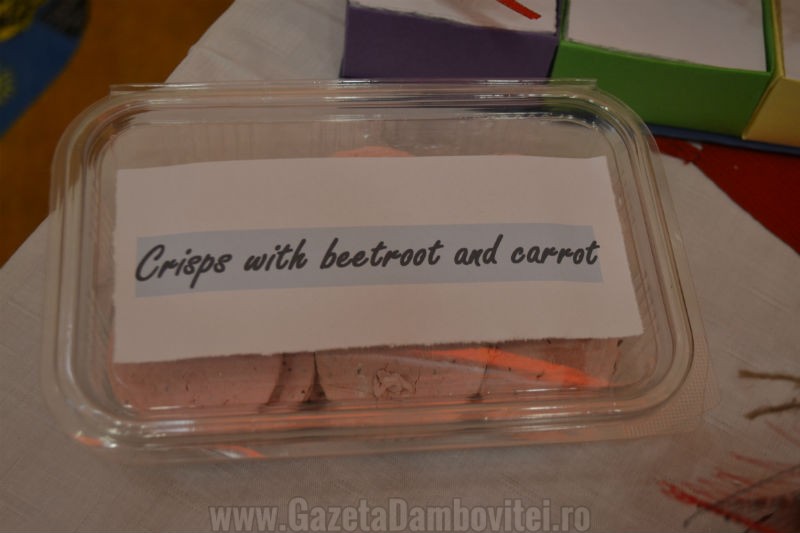 Crisps with beetroot and carrot
www.GazetaDambovitei.ro